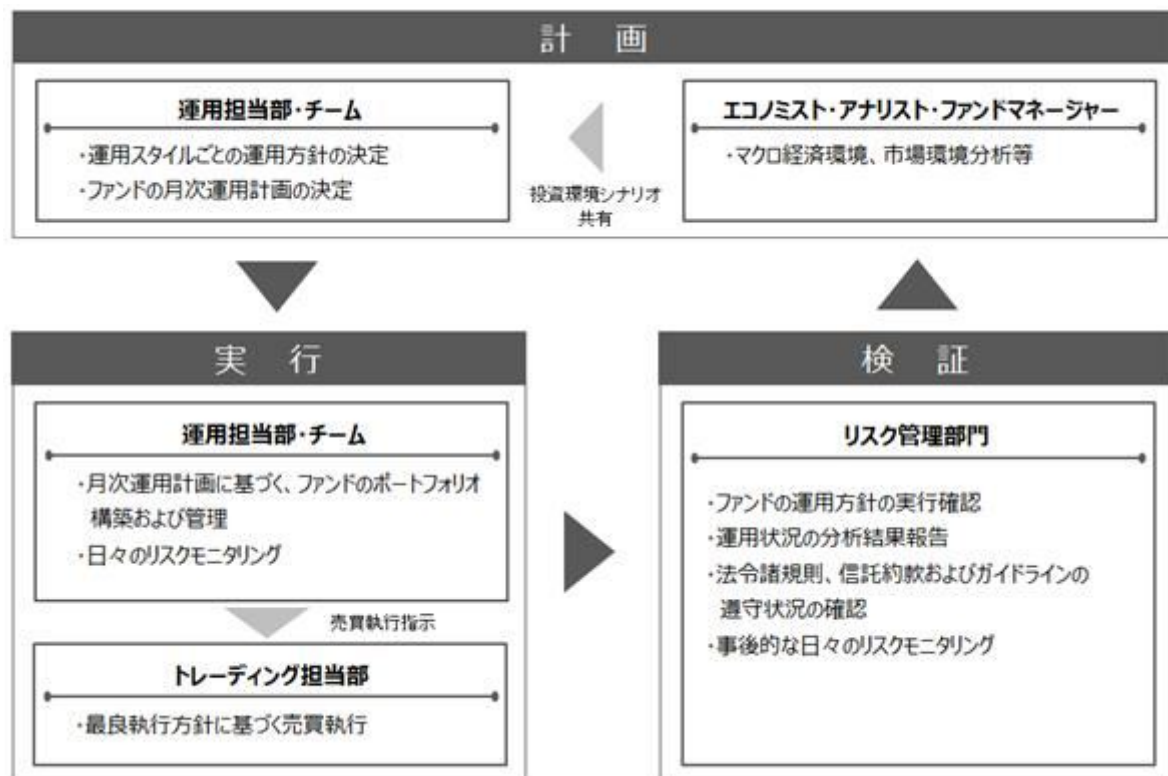 計 画
運用担当部・チーム
・運用スタイルごとの運用方針の決定
・ファンドの月次運用計画の決定
投資環境シナリオ
共有
エコノミスト・アナリスト・ファンドマネージャー
・マクロ経済環境、市場環境分析等
実 行
運用担当部・チーム
・月次運用計画に基づく、ファンドのポートフォリオ
構築および管理
・日々のリスクモニタリング
売買執行指示
トレーディング担当部
・最良執行方針に基づく売買執行
検 証
リスク管理部門
・ファンドの運用方針の実行確認
・運用状況の分析結果報告
・法令諸規則、信託約款およびガイドラインの
遵守状況の確認
・事後的な日々のリスクモニタリング